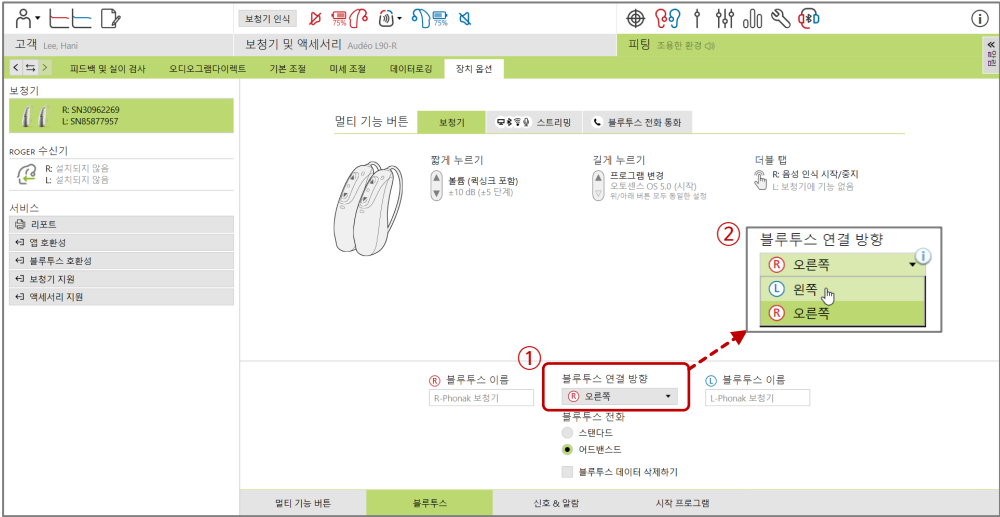 보청기 인식
75%
75%
고객 Lee, Hani
보청기 및 액세서리 Audéo L90-R
피팅 조용한 환경
알림
피드백 및 실이 검사
오디오그램다이렉트
기본 조절
미세 조절
데이터로깅
장치 옵션
보청기
R: SN30962269
L: SN85877957
ROGER 수신기
R: 설치되지 않음
L: 설치되지 않음
서비스
리포트
앱 호환성
블루투스 호환성
보청기 지원
액세서리 지원
멀티 기능 버튼
보청기
스트리밍
블루투스 전화 통화
짧게 누르기
볼륨 (퀵싱크 포함)
±10 dB (±5 단계)
길게 누르기
프로그램 변경
오토센스 OS 5.0 (시작)
위/아래 버튼 모두 동일한 설정
더블 탭
R: 음성 인식 시작/중지
L: 보청기에 기능 없음
②
블루투스 연결 방향
R 오른쪽
L 왼쪽
R 오른쪽
①
R 블루투스 이름
R-Phonak 보청기
블루투스 연결 방향
R 오른쪽
L 블루투스 이름
L-Phonak 보청기
블루투스 전화
스탠다드
어드밴스드
블루투스 데이터 삭제하기
멀티 기능 버튼
블루투스
신호 & 알람
시작 프로그램